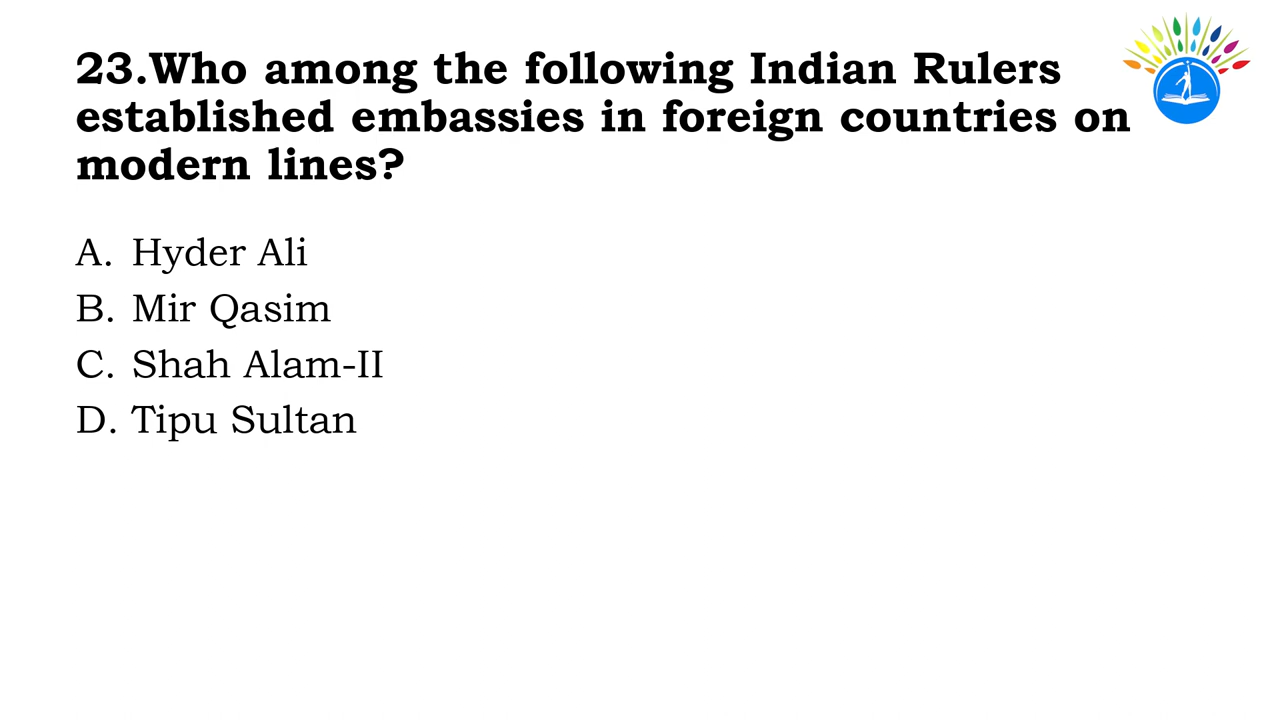 23.Who among the following Indian Rulers
established embassies in foreign countries on
modern lines?
A. Hyder Ali
B. Mir Qasim
C. Shah Alam-II
D. Tipu Sultan